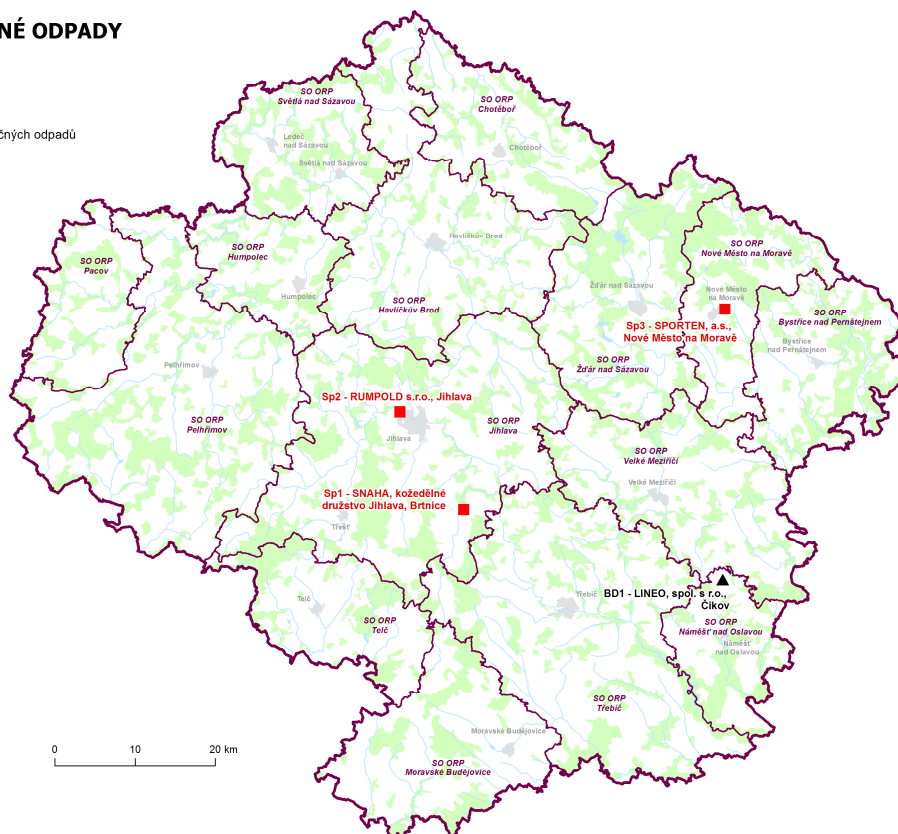 NÉ ODPADY
čných odpadů
SO ORP
Světlá nad Sázavou
SO ORP
Chotěboř
Ledeč
nad Sázavou
Chotěboř
Světlá nad Sázavou
Havlíčkův Brod
SO ORP
Humpolec
SO ORP
Pacov
SO ORP
Nové Město na Moravě
Humpolec
Žďár nad Sázavou
Nové Město
na Moravě
SO ORP
Havlíčkův Brod
SO ORP
Bystřice nad Pernštejnem
Sp3 - SPORTEN, a.s.,
Nové Město na Moravě
Bystřice
nad Pernštejnem
SO ORP
Žďár nad Sázavou
Pelhřimov
Sp2 - RUMPOLD s.r.o., Jihlava
SO ORP
Pelhřimov
SO ORP
Jihlava
Jihlava
SO ORP
Velké Meziříčí
Velké Meziříčí
Sp1 - SNAHA, kožedělné
družstvo Jihlava, Brtnice
Třešť
BD1 - LINEO, spol. s r.o.,
Čikov
Třebíč
Telč
SO ORP
Telč
SO ORP
Náměšť nad Oslavou
Náměšť
nad Oslavou
SO ORP
Třebíč
Moravské Budějovice
SO ORP
Moravské Budějovice
0 10 20 km